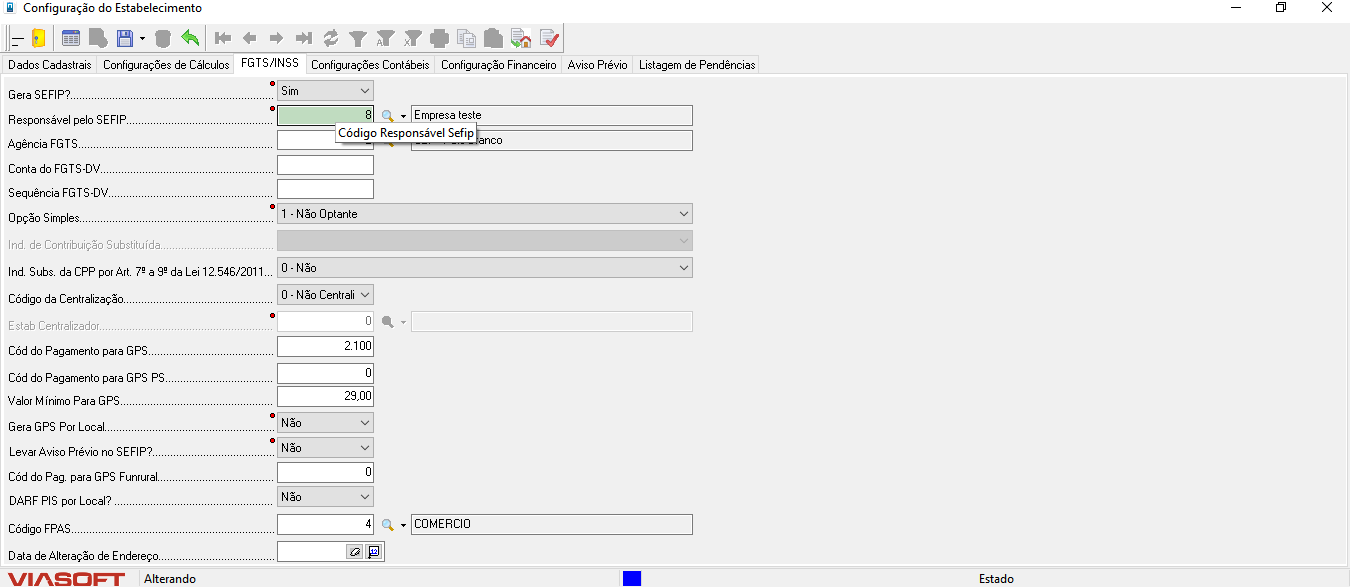 Configuração do Estabelecimento
Dados Cadastrais Configurações de Cálculos FGTS/INSS Configurações Contábeis Configuração Financeiro Aviso Prévio Listagem de Pendências
Gera SEFIP? Sim
Responsável pelo SEFIP 8 Empresa teste
Código Responsável Sefip
Agência FGTS
Conta do FGTS-DV
Sequência FGTS-DV
Opção Simples 1 - Não Optante
Ind. de Contribuição Substituída
Ind. Subs. da CPP por Art. 7º a 9º da Lei 12.546/2011... 0 - Não
Código da Centralização 0 - Não Centrali
Estab Centralizador 0
Cód do Pagamento para GPS 2.100
Cód do Pagamento para GPS PS 0
Valor Mínimo Para GPS 29,00
Gera GPS Por Local Não
Levar Aviso Prévio no SEFIP? Não
Cód do Pag. para GPS Funrural 0
DARF PIS por Local? Não
Código FPAS 4 COMERCIO
Data de Alteração de Endereço 12
VIASOFT Alterando Estado